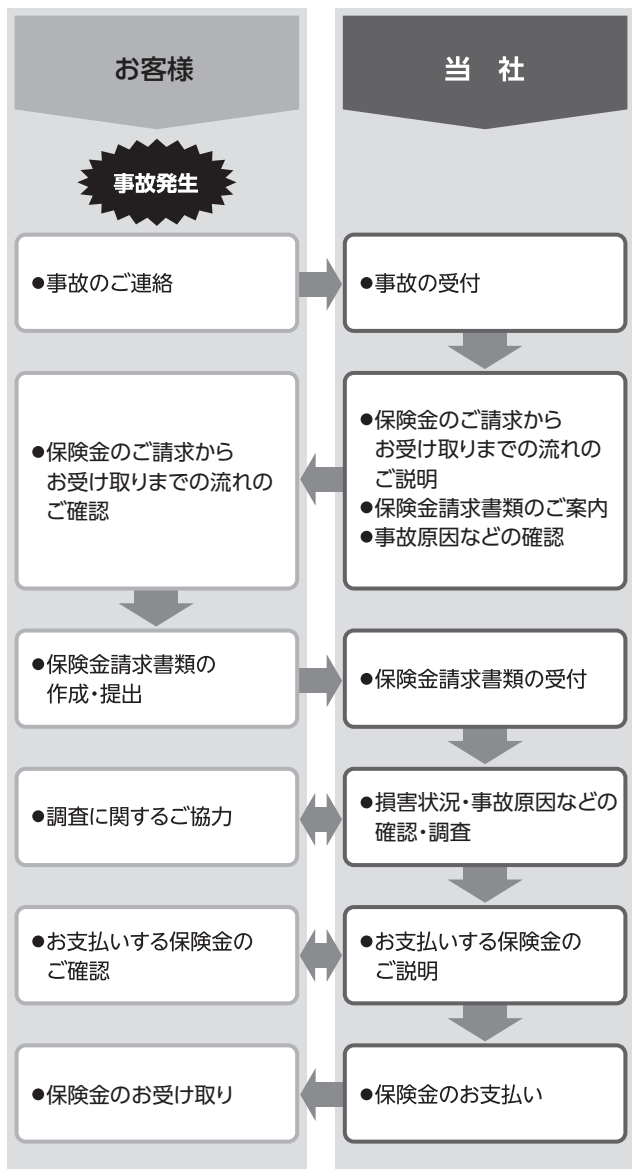 お客様
当 社
事故発生
●事故のご連絡
●事故の受付
●保険金のご請求から
お受け取りまでの流れの
ご説明
●保険金請求書類のご案内
●事故原因などの確認
●保険金のご請求から
お受け取りまでの流れの
ご確認
●保険金請求書類の
作成・提出
●保険金請求書類の受付
●調査に関するご協力
●損害状況・事故原因などの
確認・調査
●お支払いする保険金の
ご確認
●お支払いする保険金の
ご説明
●保険金のお受け取り
●保険金のお支払い